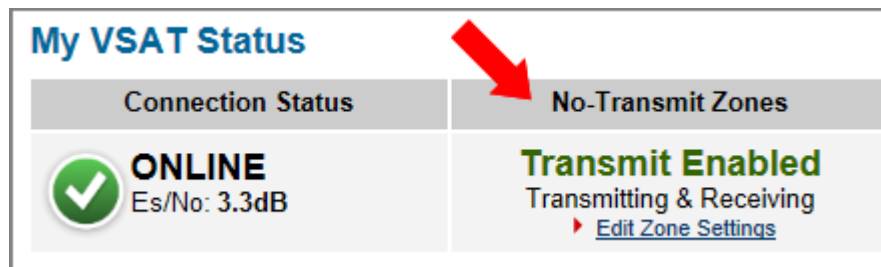 My VSAT Status
Connection Status
No-Transmit Zones
ONLINE
Es/No: 3.3dB
Transmit Enabled
Transmitting & Receiving
Edit Zone Settings